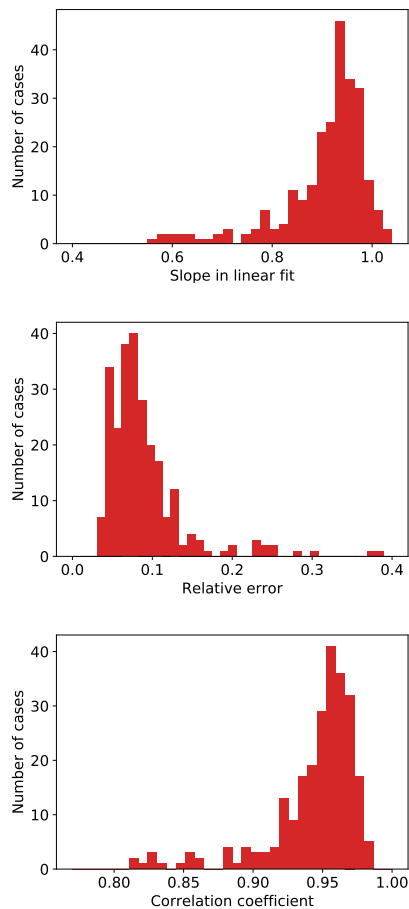 Number of cases
40
30
20
10
0
0.4 0.6 0.8 1.0
Slope in linear fit
Number of cases
40
30
20
10
0
0.0 0.1 0.2 0.3 0.4
Relative error
Number of cases
40
30
20
10
0
0.80 0.85 0.90 0.95 1.00
Correlation coefficient